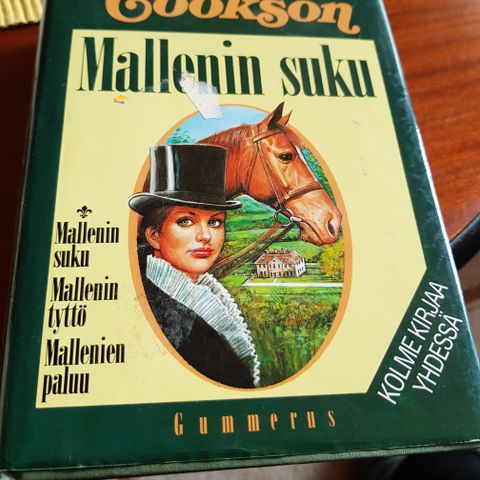 Cookson
Mallenin suku
Mallenin
suku
Mallenin
tyttö
Mallenien
paluu
KOLME KIRJAA
YHDESSÄ
Gummerus